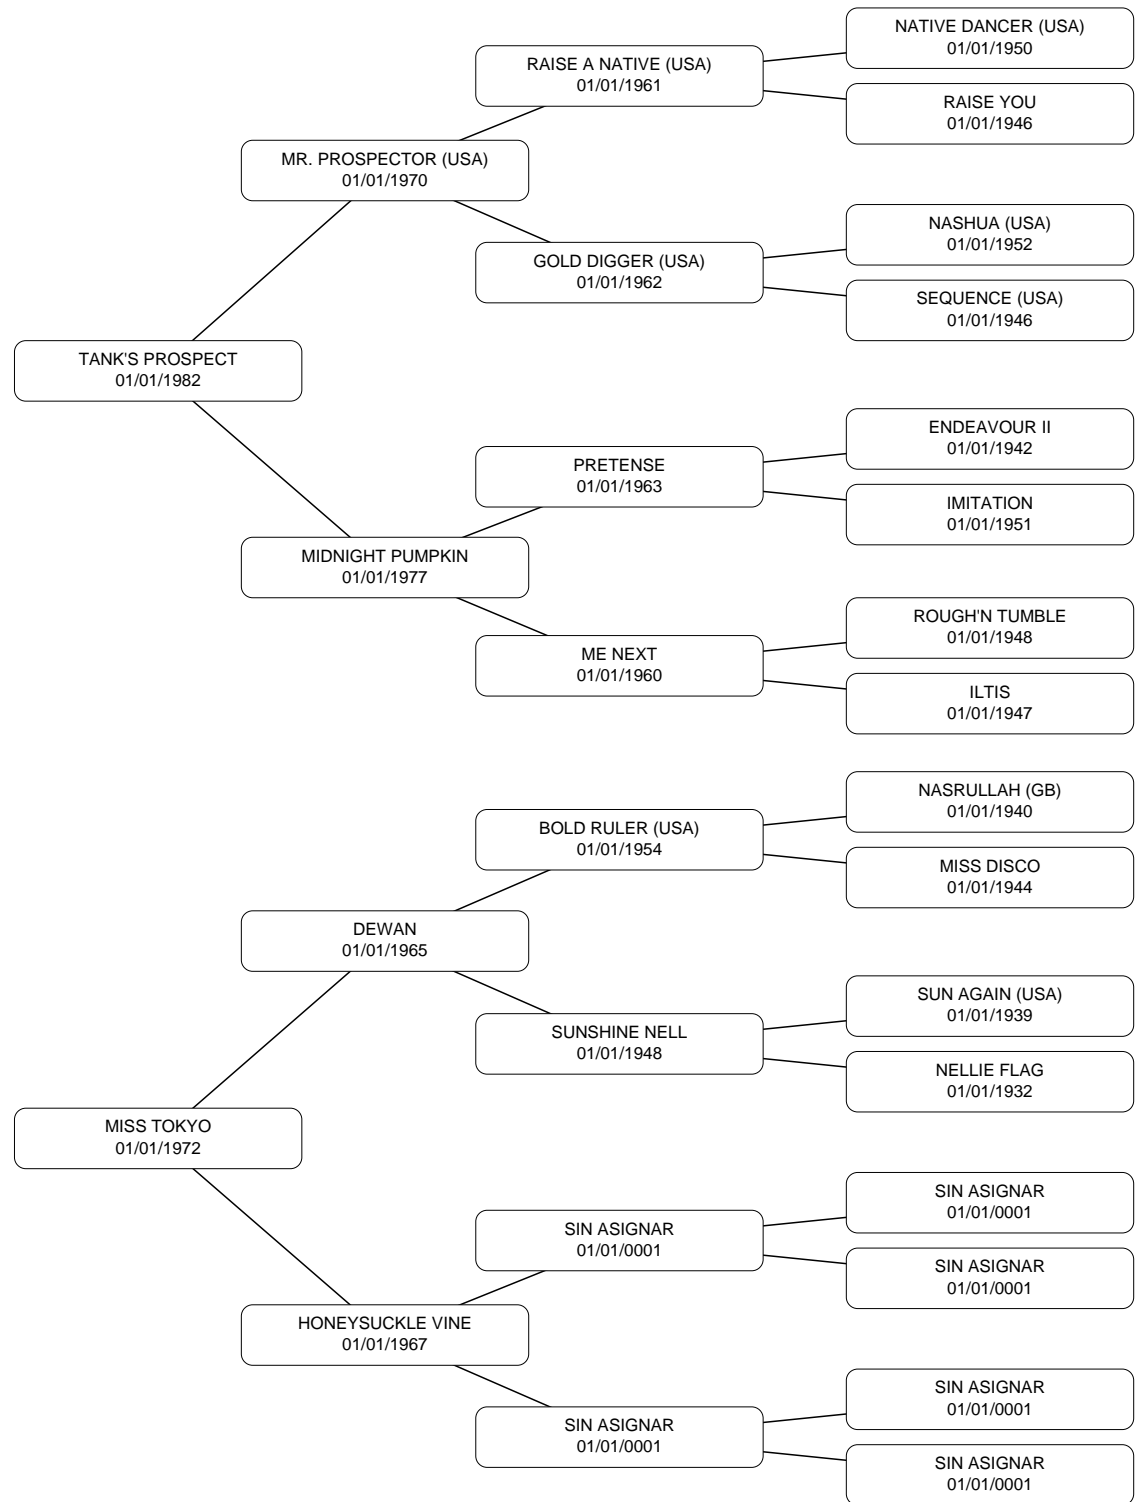 NATIVE DANCER (USA)
01/01/1950
RAISE A NATIVE (USA)
01/01/1961
RAISE YOU
01/01/1946
MR. PROSPECTOR (USA)
01/01/1970
NASHUA (USA)
01/01/1952
GOLD DIGGER (USA)
01/01/1962
SEQUENCE (USA)
01/01/1946
TANK'S PROSPECT
01/01/1982
ENDEAVOUR II
01/01/1942
PRETENSE
01/01/1963
IMITATION
01/01/1951
MIDNIGHT PUMPKIN
01/01/1977
ROUGH'N TUMBLE
01/01/1948
ME NEXT
01/01/1960
ILTIS
01/01/1947
NASRULLAH (GB)
01/01/1940
BOLD RULER (USA)
01/01/1954
MISS DISCO
01/01/1944
DEWAN
01/01/1965
SUN AGAIN (USA)
01/01/1939
SUNSHINE NELL
01/01/1948
NELLIE FLAG
01/01/1932
MISS TOKYO
01/01/1972
SIN ASIGNAR
01/01/0001
SIN ASIGNAR
01/01/0001
SIN ASIGNAR
01/01/0001
HONEYSUCKLE VINE
01/01/1967
SIN ASIGNAR
01/01/0001
SIN ASIGNAR
01/01/0001
SIN ASIGNAR
01/01/0001